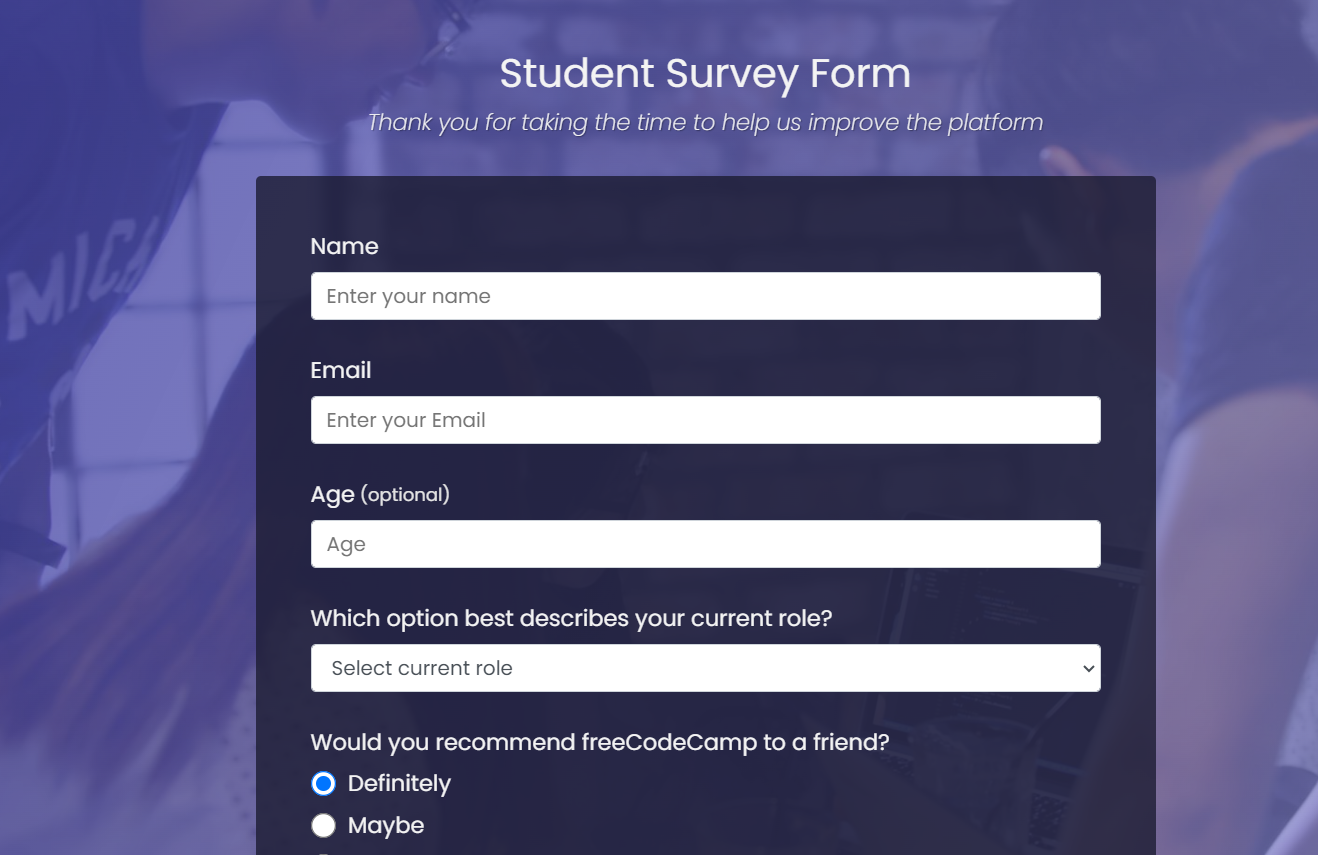 Student Survey Form
Thank you for taking the time to help us improve the platform
MICH
Name
Enter your name
Email
Enter your Email
Age (optional)
Age
Which option best describes your current role?
Select current role
Would you recommend freeCodeCamp to a friend?
Definitely
Maybe